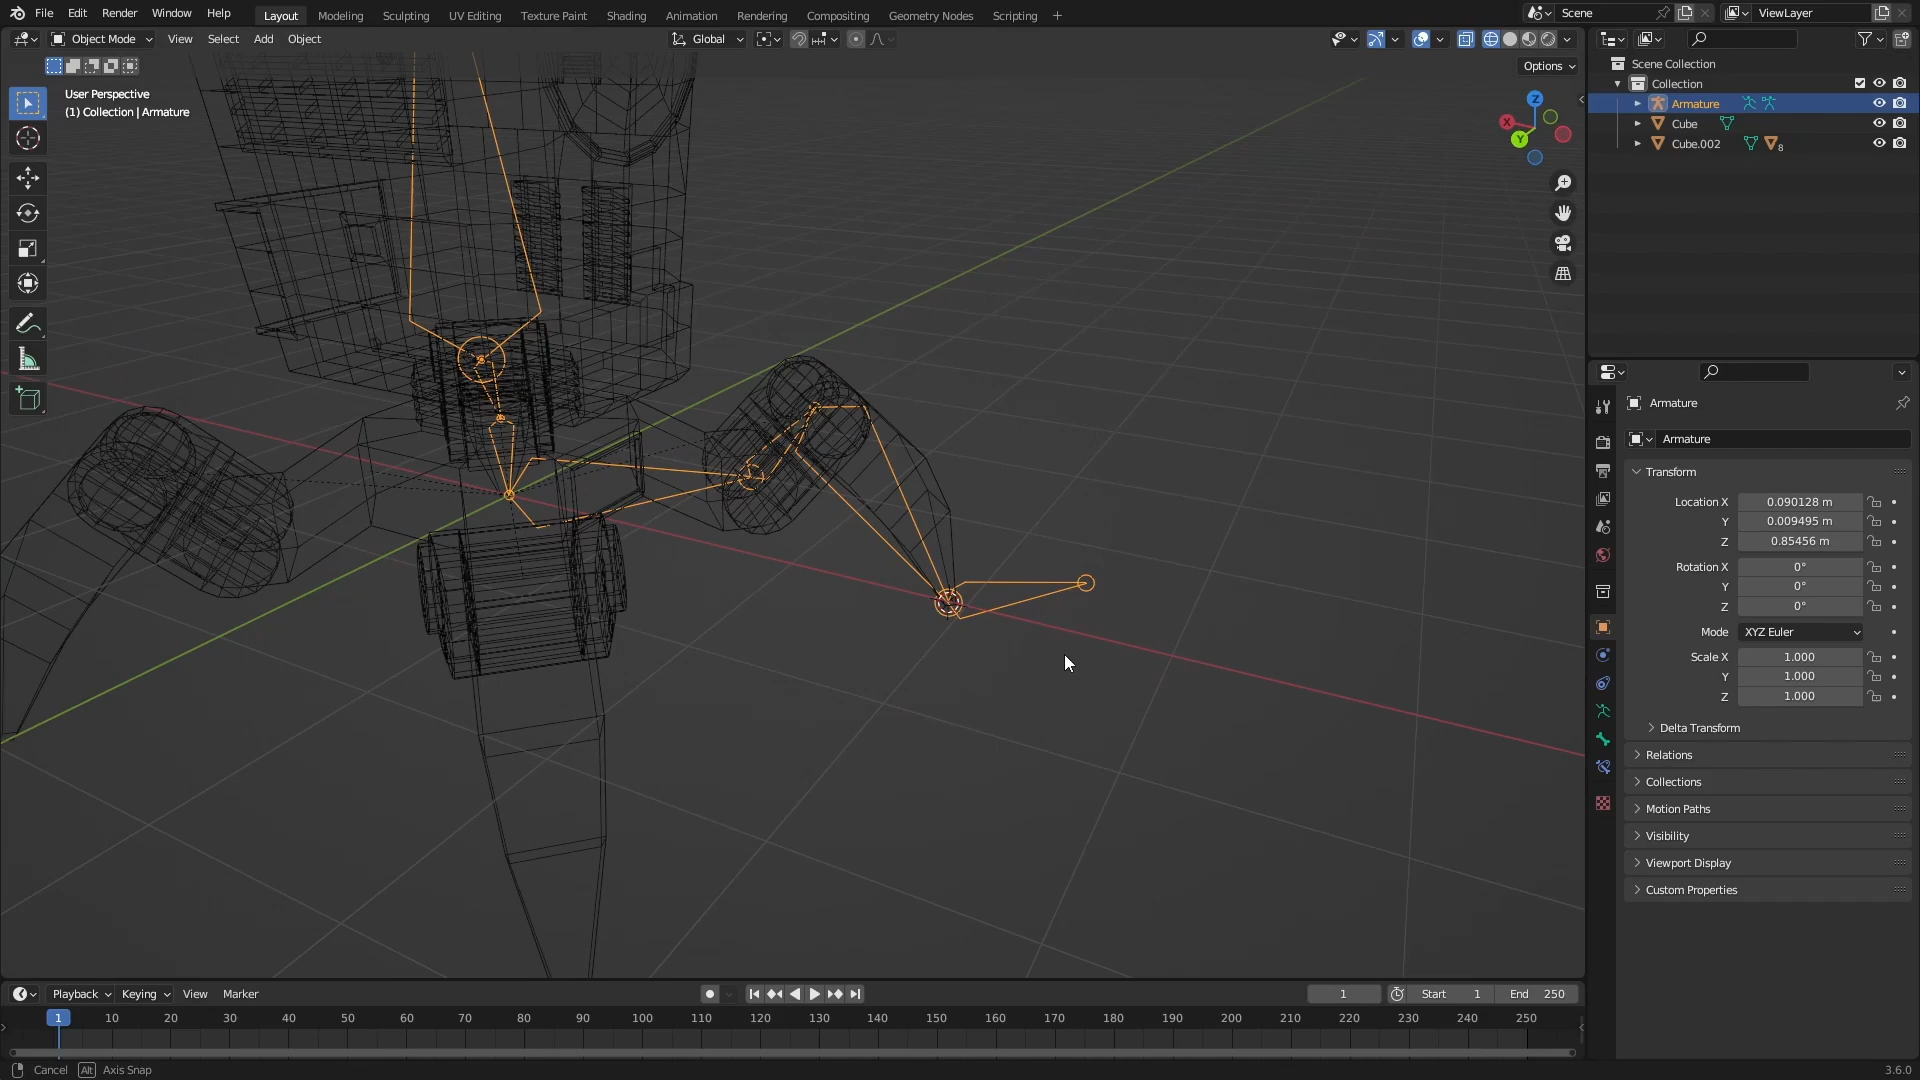 File Edit Render Window Help Layout Modeling Sculpting UV Editing Texture Paint Shading Animation Rendering Compositing Geometry Nodes Scripting Scene ViewLayer
Object Mode View Select Add Object Global
Options
User Perspective
(1) Collection | Armature
Z
X
Y
Scene Collection
Collection
Armature
Cube
Cube.002 8
Armature
Armature
Transform
Location X 0.090128 m
Y 0.009495 m
Z 0.85456 m
Rotation X 0°
Y 0°
Z 0°
Mode XYZ Euler
Scale X 1.000
Y 1.000
Z 1.000
Delta Transform
Relations
Collections
Motion Paths
Visibility
Viewport Display
Custom Properties
Playback Keying View Marker 1 Start 1 End 250
1 10 20 30 40 50 60 70 80 90 100 110 120 130 140 150 160 170 180 190 200 210 220 230 240 250
Cancel Alt Axis Snap 3.6.0